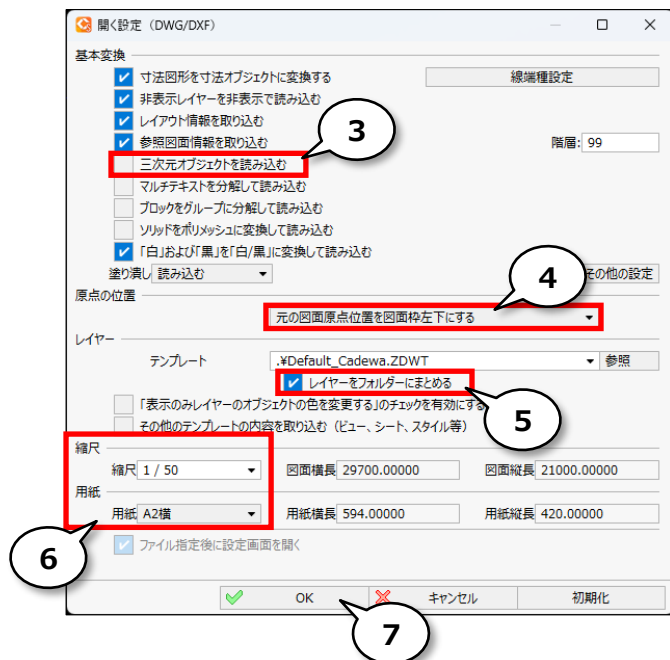 開く設定（DWG/DXF）
基本変換
寸法図形を寸法オブジェクトに変換する
線端種設定
非表示レイヤーを非表示で読み込む
レイアウト情報を取り込む
3
参照図面情報を取り込む
階層: 99
三次元オブジェクトを読み込む
マルチテキストを分解して読み込む
ブロックをグループに分解して読み込む
ソリッドをポリメッシュに変換して読み込む
「白」および「黒」を「白/黒」に変換して読み込む
塗り潰し 読み込む
4
その他の設定
原点の位置
元の図面原点位置を図面枠左下にする
レイヤー
テンプレート .¥Default_Cadewa.ZDWT 参照
レイヤーをフォルダーにまとめる
「表示のみレイヤーのオブジェクトの色を変更する」のチェックを有効にする
5
その他のテンプレートの内容を取り込む（ビュー、シート、スタイル等）
縮尺
縮尺 1 / 50 図面横長 29700.00000 図面縦長 21000.00000
用紙
用紙 A2横 用紙横長 594.00000 用紙縦長 420.00000
6
ファイル指定後に設定画面を開く
OK キャンセル 初期化
7